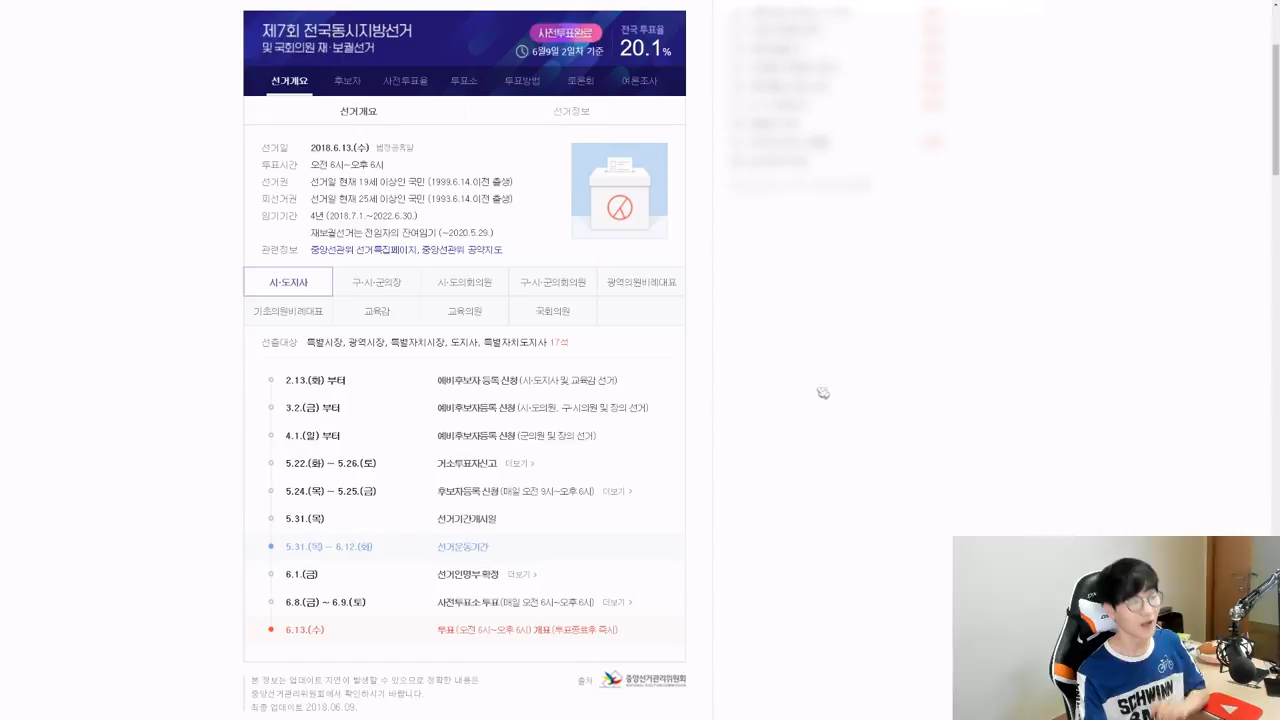 제7회 전국동시지방선거
및 국회의원 재·보궐선거
사전투표완료
6월9일 2일차 기준
전국 투표율
20.1%
선거개요 후보자 사전투표율 투표소 투표방법 토론회 여론조사
선거개요 선거정보
선거일 2018.6.13.(수) 법정공휴일
투표시간 오전 6시~오후 6시
선거권 선거일 현재 19세 이상인 국민 (1999.6.14.이전 출생)
피선거권 선거일 현재 25세 이상인 국민 (1993.6.14.이전 출생)
임기기간 4년 (2018.7.1.~2022.6.30.)
재보궐선거는 전임자의 잔여임기 (~2020.5.29.)
관련정보 중앙선관위 선거특집페이지, 중앙선관위 공약지도
시·도지사 구·시·군의장 시·도의회의원 구·시·군의회의원 광역의원비례대표
기초의원비례대표 교육감 교육의원 국회의원
선출대상 특별시장, 광역시장, 특별자치시장, 도지사, 특별자치도지사 17석
2.13.(화) 부터 예비후보자 등록 신청 (시·도지사 및 교육감 선거)
3.2.(금) 부터 예비후보자등록 신청 (시·도의원, 구·시의원 및 장의 선거)
4.1.(일) 부터 예비후보자등록 신청 (군의원 및 장의 선거)
5.22.(화) ~ 5.26.(토) 거소투표자신고 더보기 >
5.24.(목) ~ 5.25.(금) 후보자등록 신청 (매일 오전 9시~오후 6시) 더보기 >
5.31.(목) 선거기간개시일
5.31.(목) ~ 6.12.(화) 선거운동기간
6.1.(금) 선거인명부 확정 더보기 >
6.8.(금) ~ 6.9.(토) 사전투표소 투표 (매일 오전 6시~오후 6시) 더보기 >
6.13.(수) 투표 (오전 6시~오후 6시) 개표 (투표종료후 즉시)
본 정보는 업데이트 지연이 발생할 수 있으므로 정확한 내용은
중앙선거관리위원회에서 확인하시기 바랍니다.
최종 업데이트 2018.06.09.
출처 중앙선거관리위원회
SCHWINN